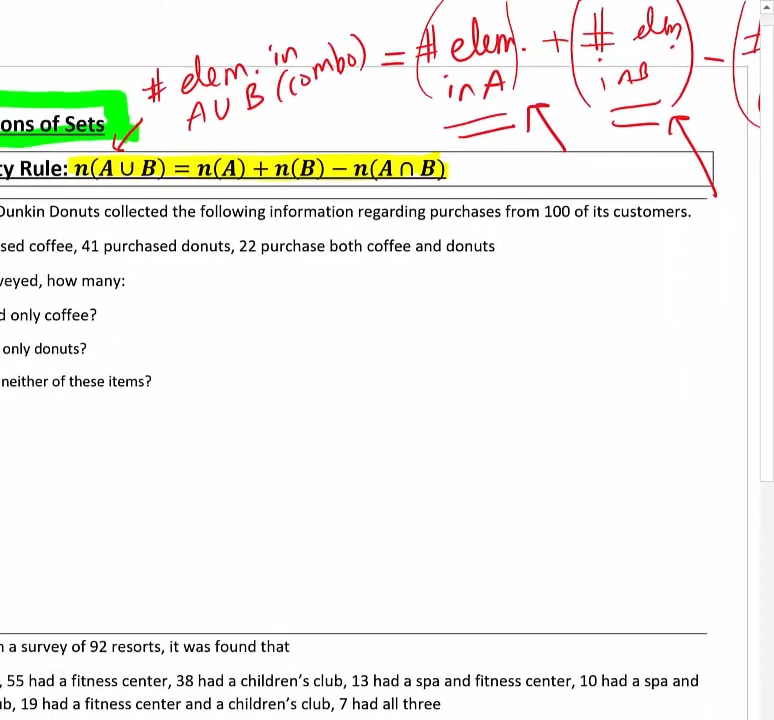 # elem. in A ∪ B (combo) = (# elem. in A) + (# elm in B) − (
ons of Sets
ty Rule: n(A ∪ B) = n(A) + n(B) − n(A ∩ B)
Dunkin Donuts collected the following information regarding purchases from 100 of its customers.
sed coffee, 41 purchased donuts, 22 purchase both coffee and donuts
veyed, how many:
d only coffee?
only donuts?
neither of these items?
n a survey of 92 resorts, it was found that
, 55 had a fitness center, 38 had a children's club, 13 had a spa and fitness center, 10 had a spa and
ub, 19 had a fitness center and a children's club, 7 had all three